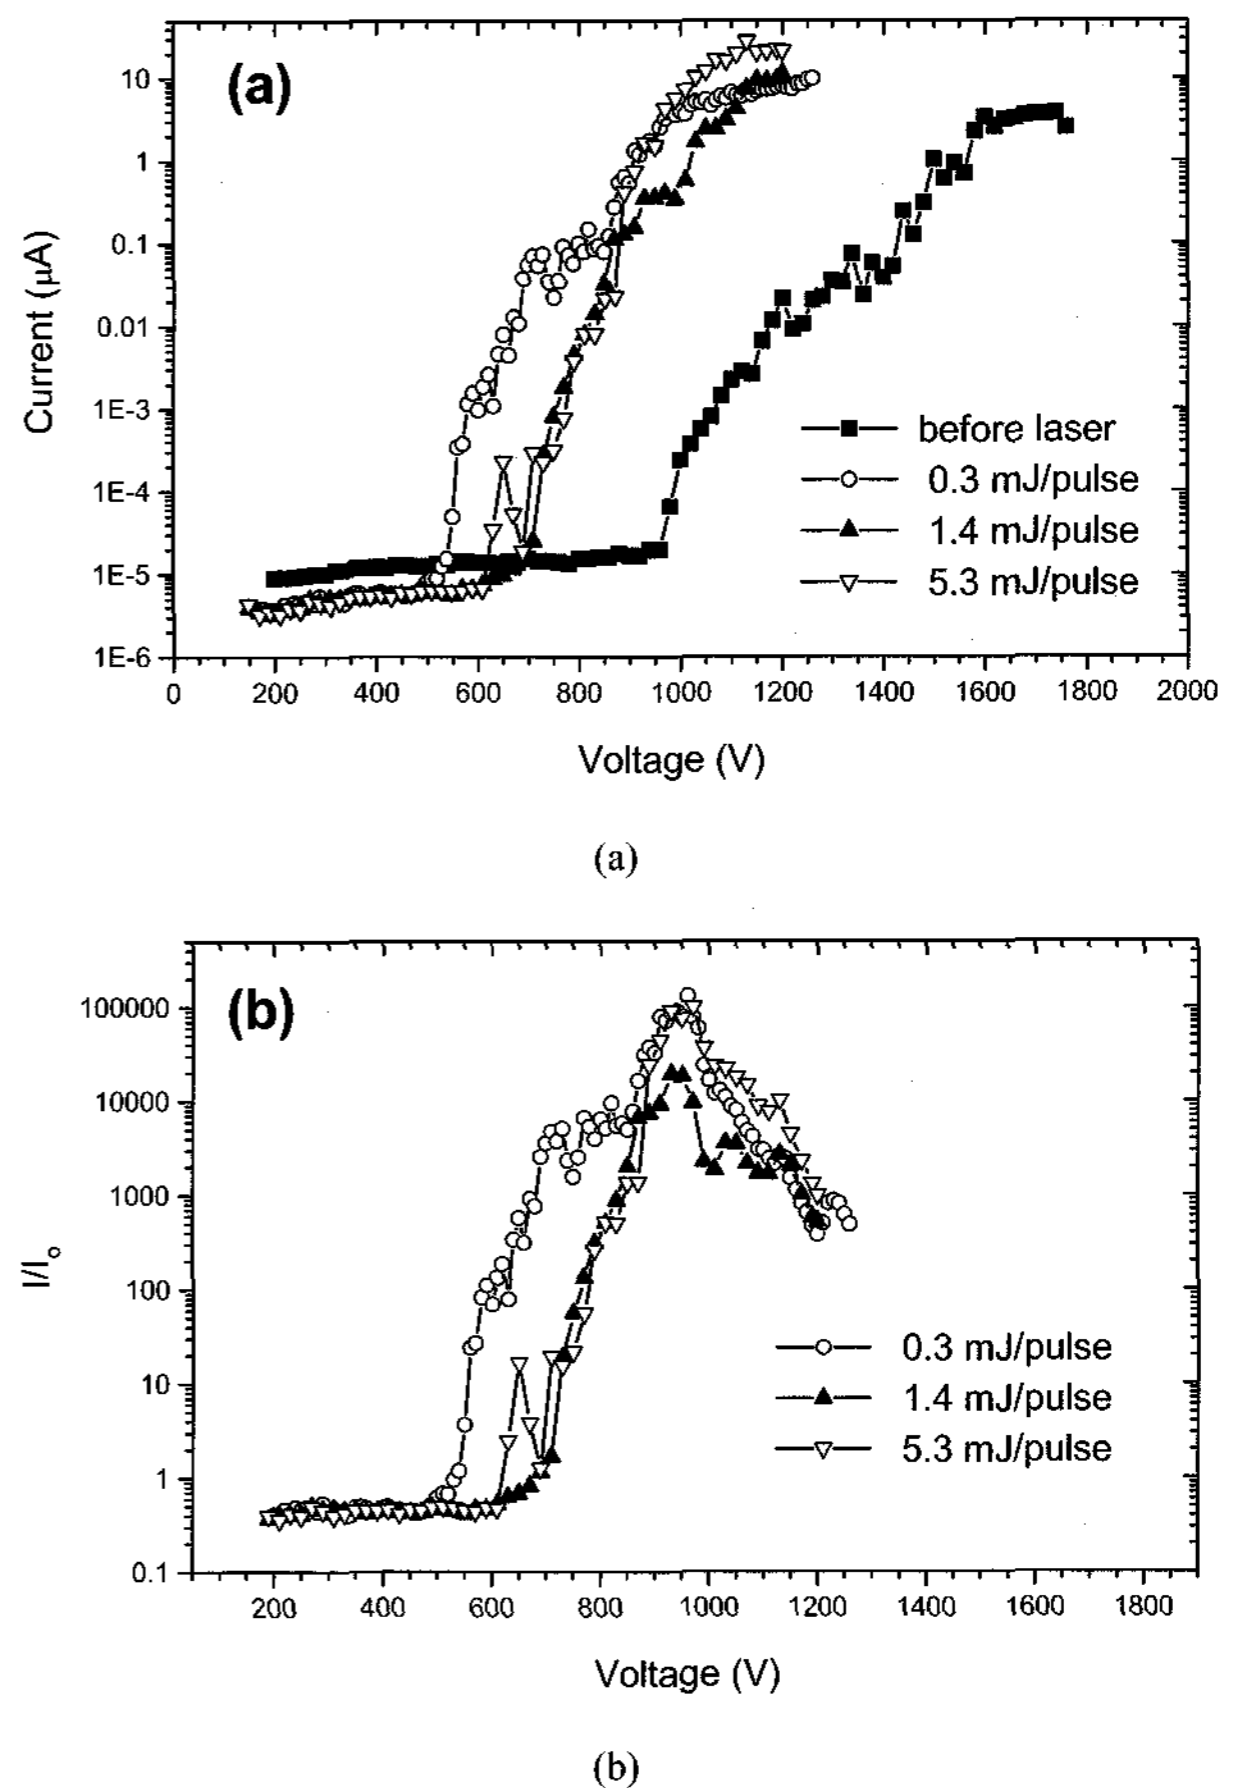 (a)
10
1
0.1
0.01
1E-3
1E-4
1E-5
1E-6
Current (μA)
before laser
0.3 mJ/pulse
1.4 mJ/pulse
5.3 mJ/pulse
0 200 400 600 800 1000 1200 1400 1600 1800 2000
Voltage (V)
(a)
(b)
100000
10000
1000
100
10
1
0.1
I/Io
0.3 mJ/pulse
1.4 mJ/pulse
5.3 mJ/pulse
200 400 600 800 1000 1200 1400 1600 1800
Voltage (V)
(b)